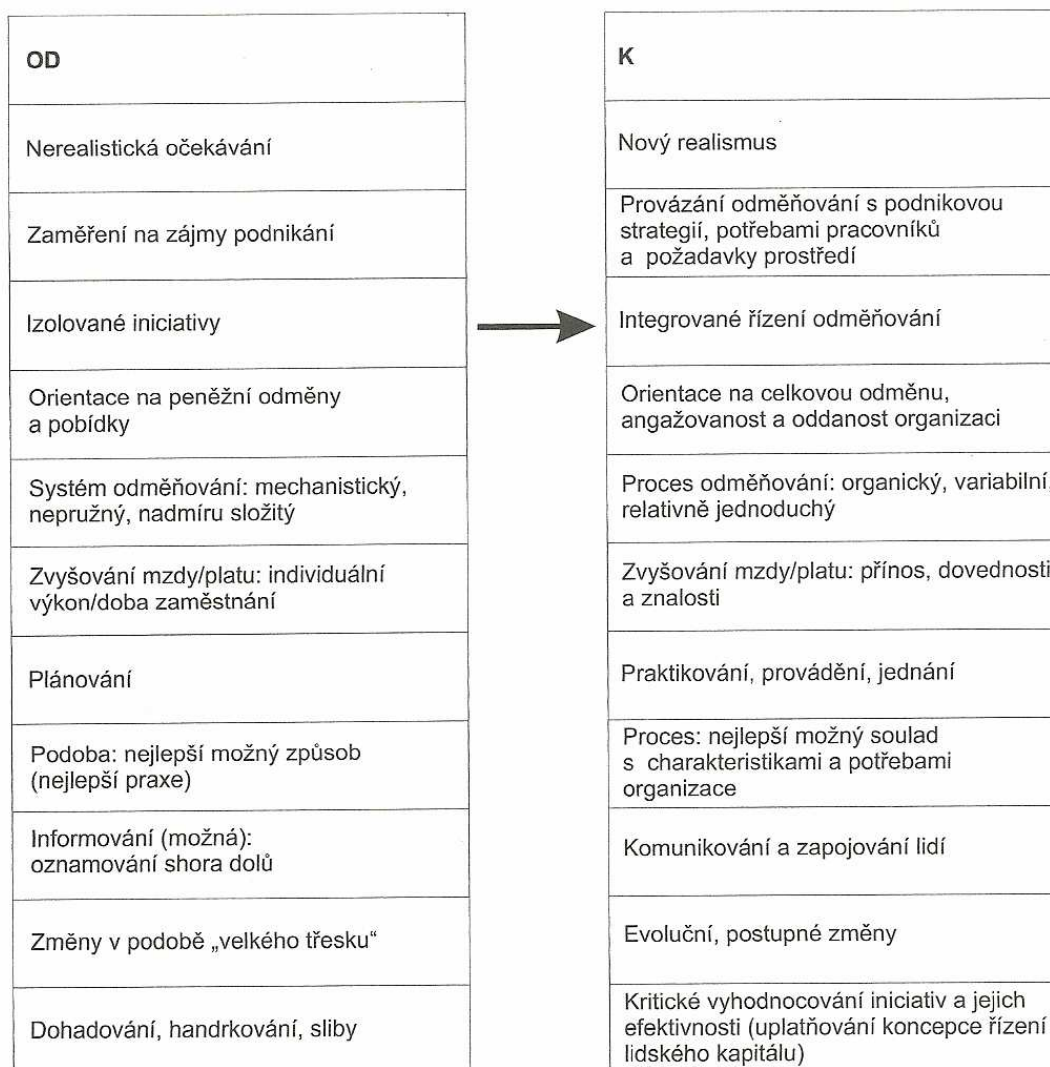 OD
Nerealistická očekávání
Zaměření na zájmy podnikání
Izolované iniciativy
Orientace na peněžní odměny
a pobídky
Systém odměňování: mechanistický,
nepružný, nadmíru složitý
Zvyšování mzdy/platu: individuální
výkon/doba zaměstnání
Plánování
Podoba: nejlepší možný způsob
(nejlepší praxe)
Informování (možná):
oznamování shora dolů
Změny v podobě „velkého třesku“
Dohadování, handrkování, sliby
K
Nový realismus
Provázání odměňování s podnikovou
strategií, potřebami pracovníků
a požadavky prostředí
Integrované řízení odměňování
Orientace na celkovou odměnu,
angažovanost a oddanost organizaci
Proces odměňování: organický, variabilní,
relativně jednoduchý
Zvyšování mzdy/platu: přínos, dovednosti
a znalosti
Praktikování, provádění, jednání
Proces: nejlepší možný soulad
s charakteristikami a potřebami
organizace
Komunikování a zapojování lidí
Evoluční, postupné změny
Kritické vyhodnocování iniciativ a jejich
efektivnosti (uplatňování koncepce řízení
lidského kapitálu)